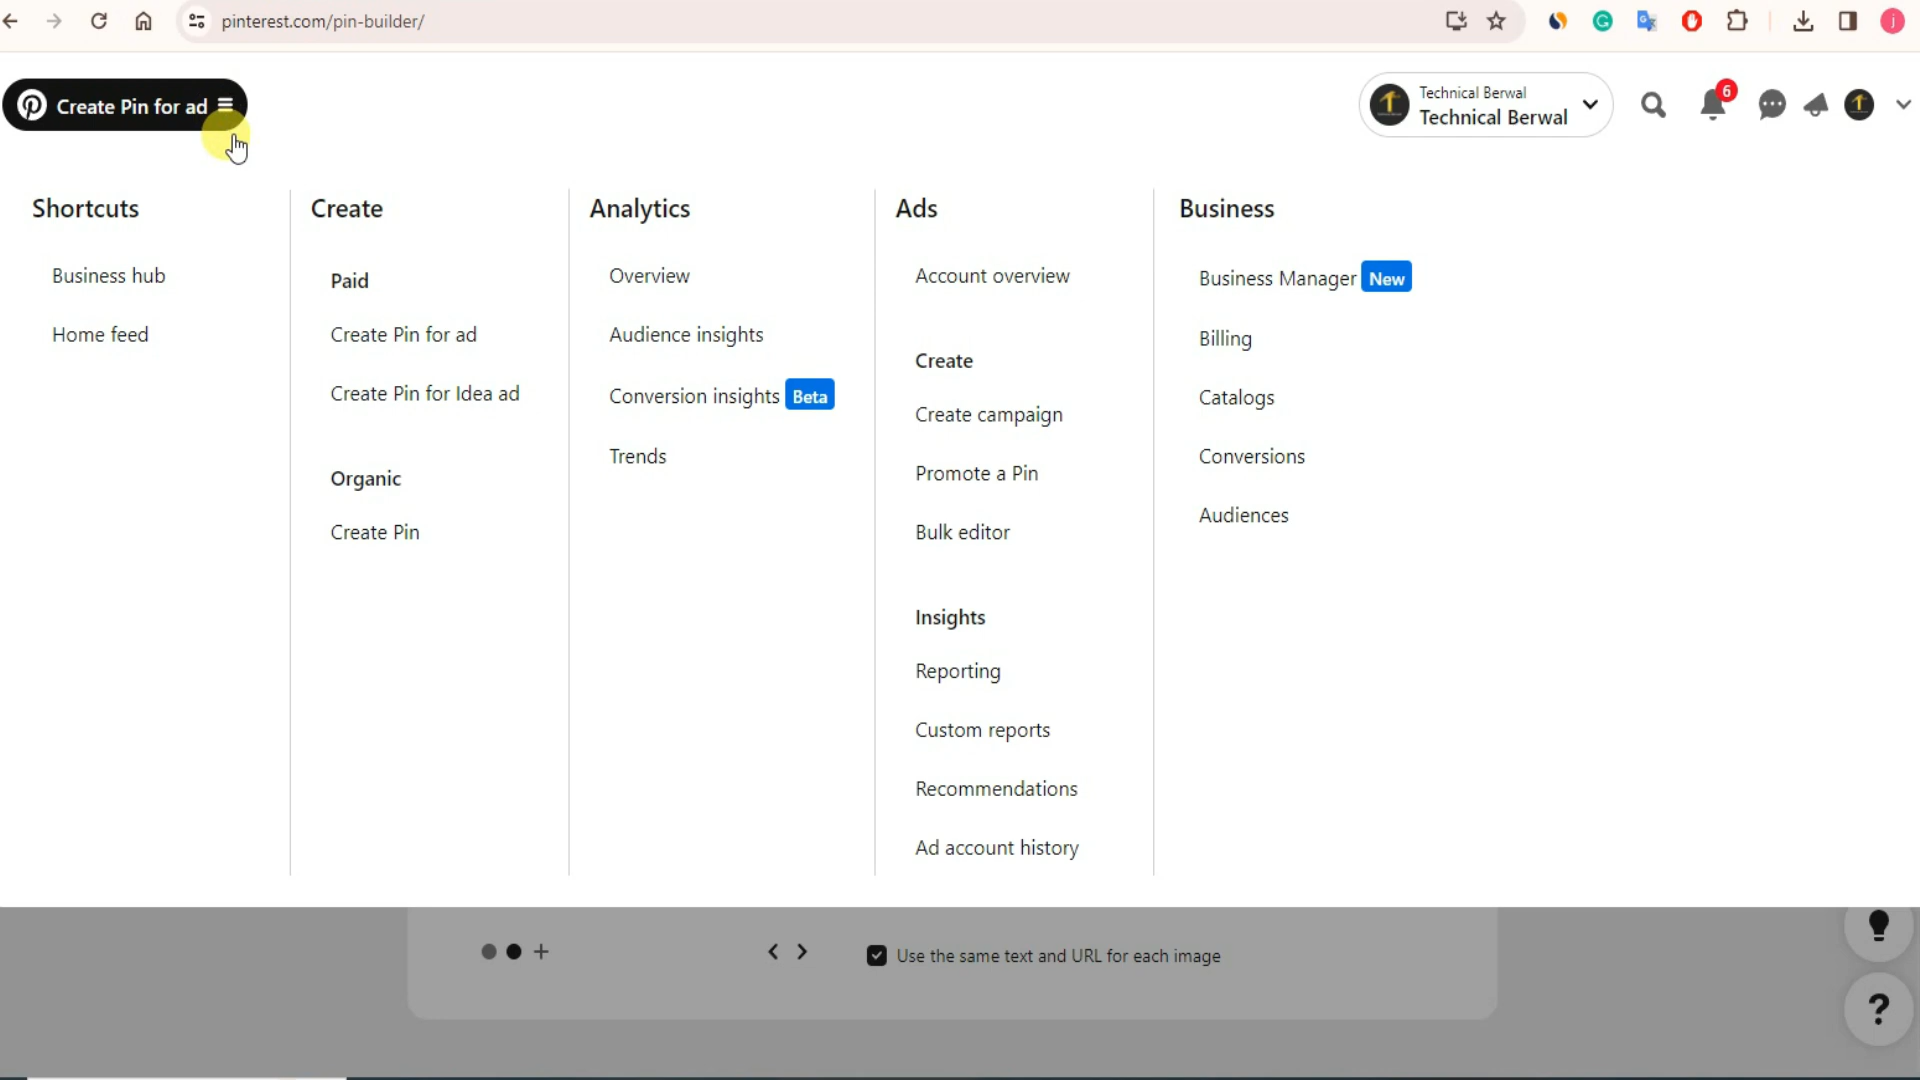 pinterest.com/pin-builder/
j
Create Pin for ad
Technical Berwal
Technical Berwal
6
Shortcuts
Business hub
Home feed
Create
Paid
Create Pin for ad
Create Pin for Idea ad
Organic
Create Pin
Analytics
Overview
Audience insights
Conversion insights Beta
Trends
Ads
Account overview
Create
Create campaign
Promote a Pin
Bulk editor
Insights
Reporting
Custom reports
Recommendations
Ad account history
Business
Business Manager New
Billing
Catalogs
Conversions
Audiences
Use the same text and URL for each image
?